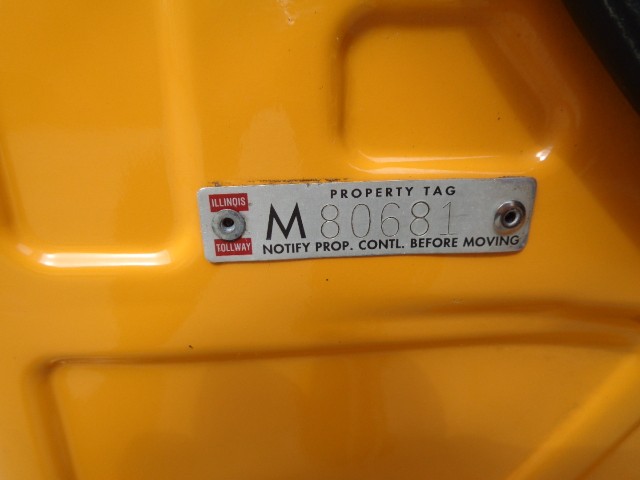 PROPERTY TAG
ILLINOIS
M 80681
TOLLWAY
NOTIFY PROP. CONTL. BEFORE MOVING